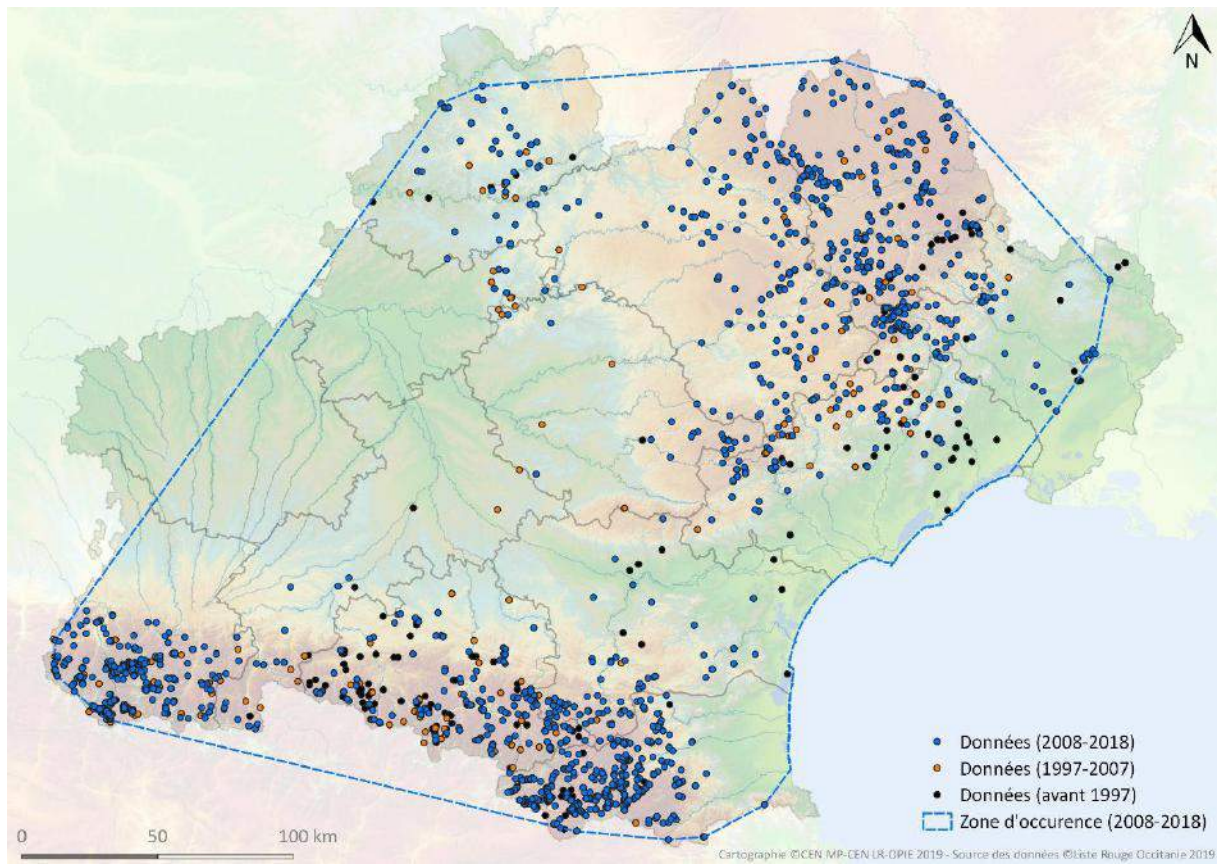 N
Données (2008-2018)
Données (1997-2007)
Données (avant 1997)
Zone d'occurence (2008-2018)
0 50 100 km
Cartographie ©CEN MP-CEN LR-OPIE 2019 - Source des données ©Liste Rouge Occitanie 2019